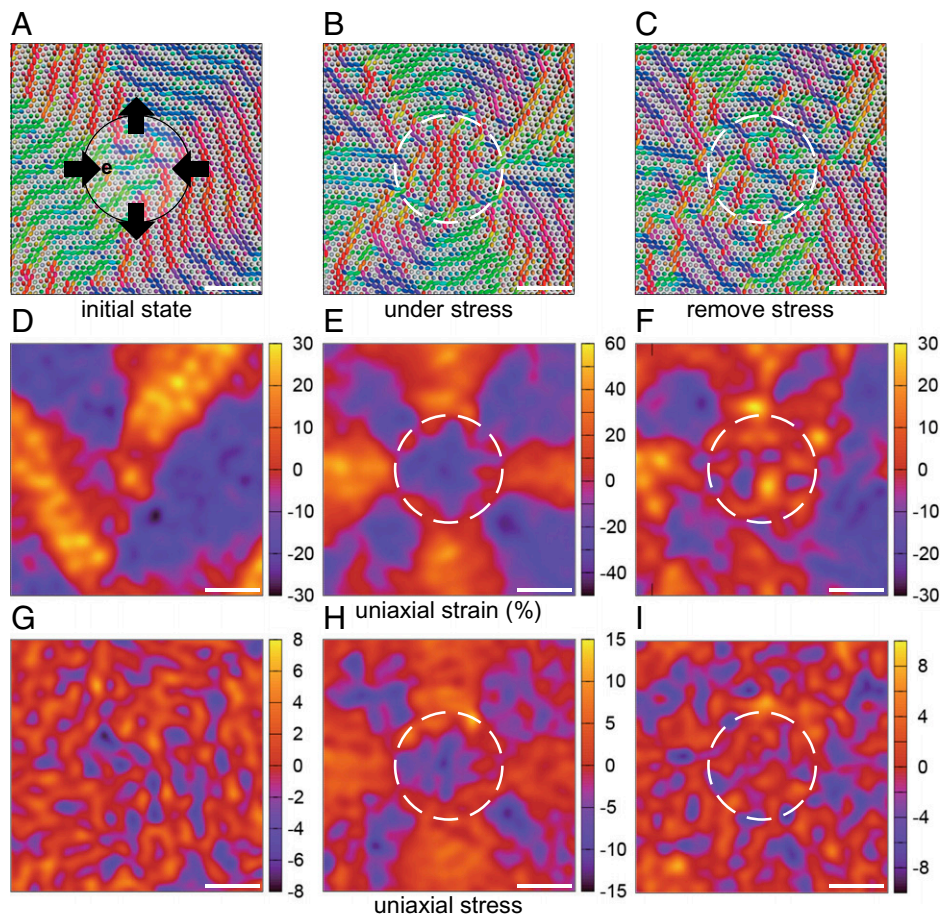 A B C
e
initial state under stress remove stress
D E F
30 60 30
20 40 20
10 20 10
0 0 0
-10 -20 -10
-20 -40 -20
-30 -30
uniaxial strain (%)
G H I
8 15
6 10 8
4 5 4
2 0 0
0 -5 -4
-2 -10 -8
-4 -15
-6
-8
uniaxial stress